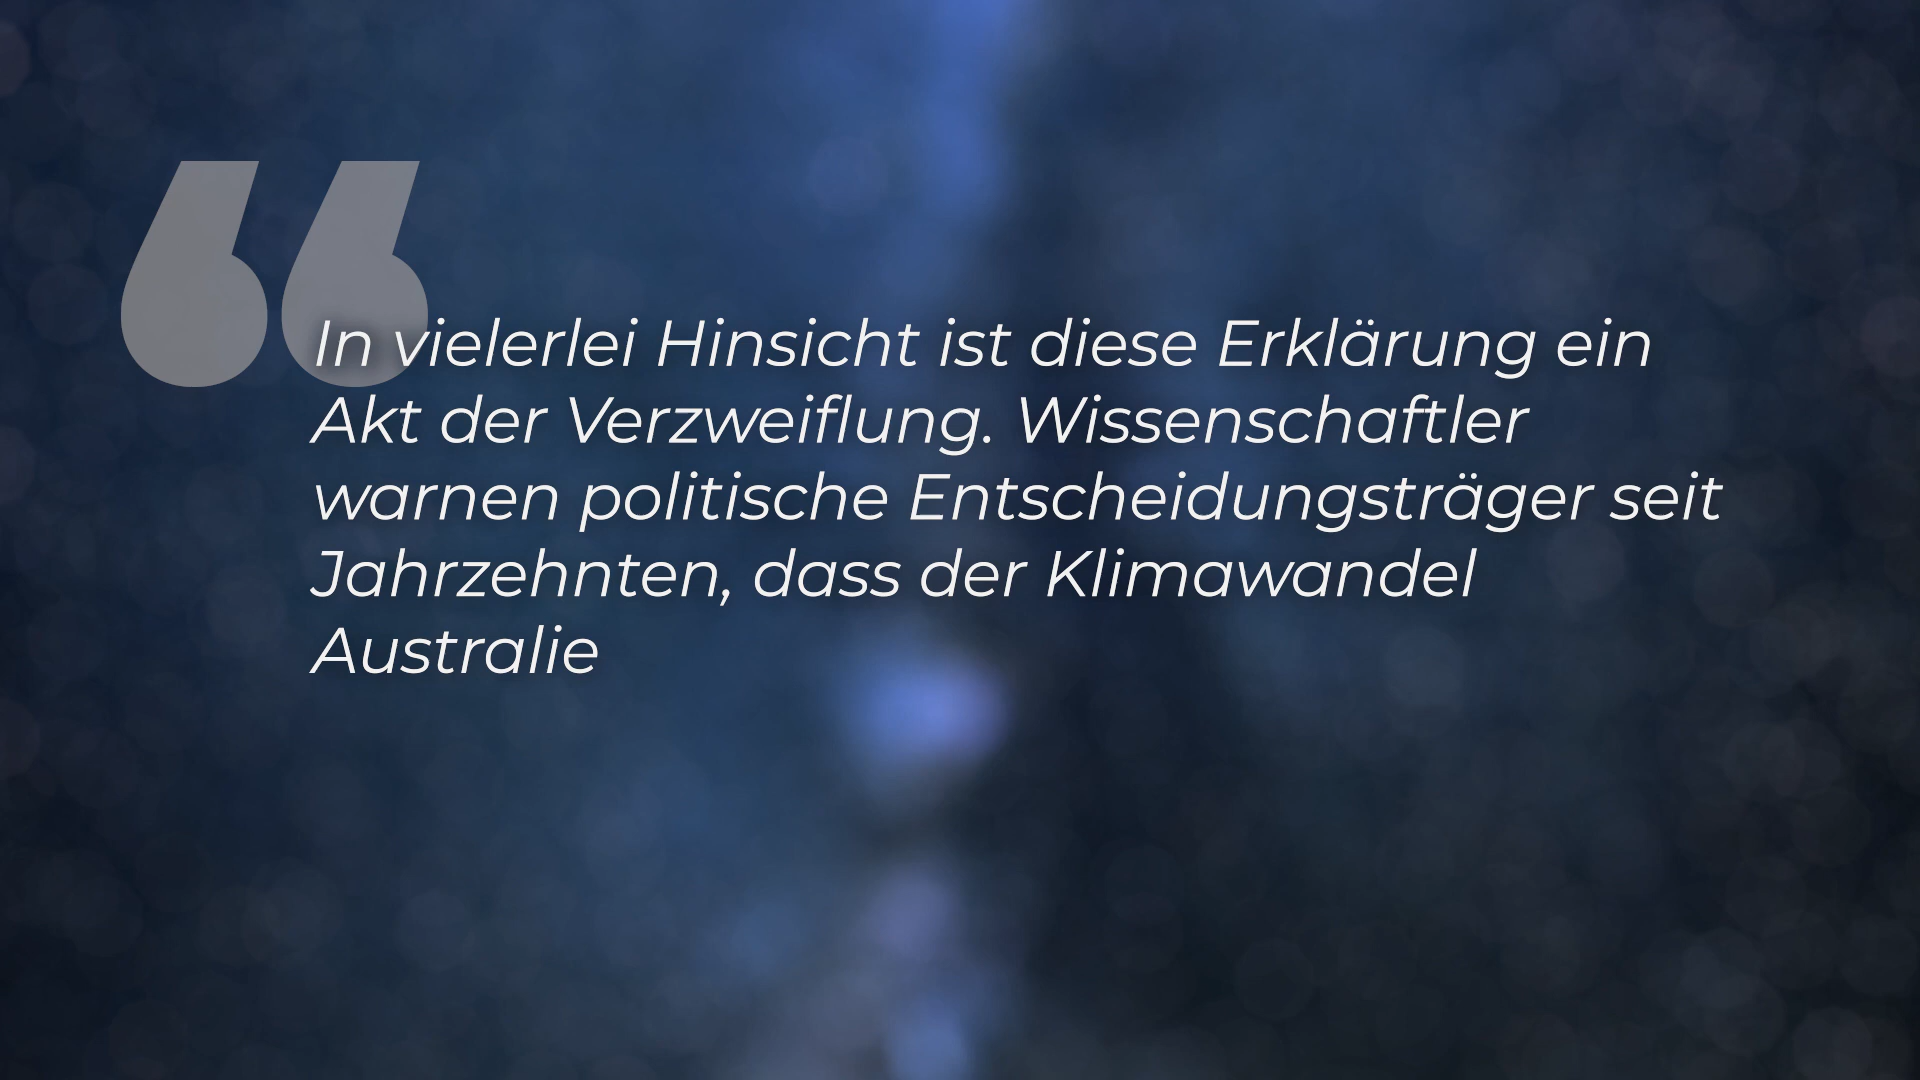 In vielerlei Hinsicht ist diese Erklärung ein
Akt der Verzweiflung. Wissenschaftler
warnen politische Entscheidungsträger seit
Jahrzehnten, dass der Klimawandel
Australie